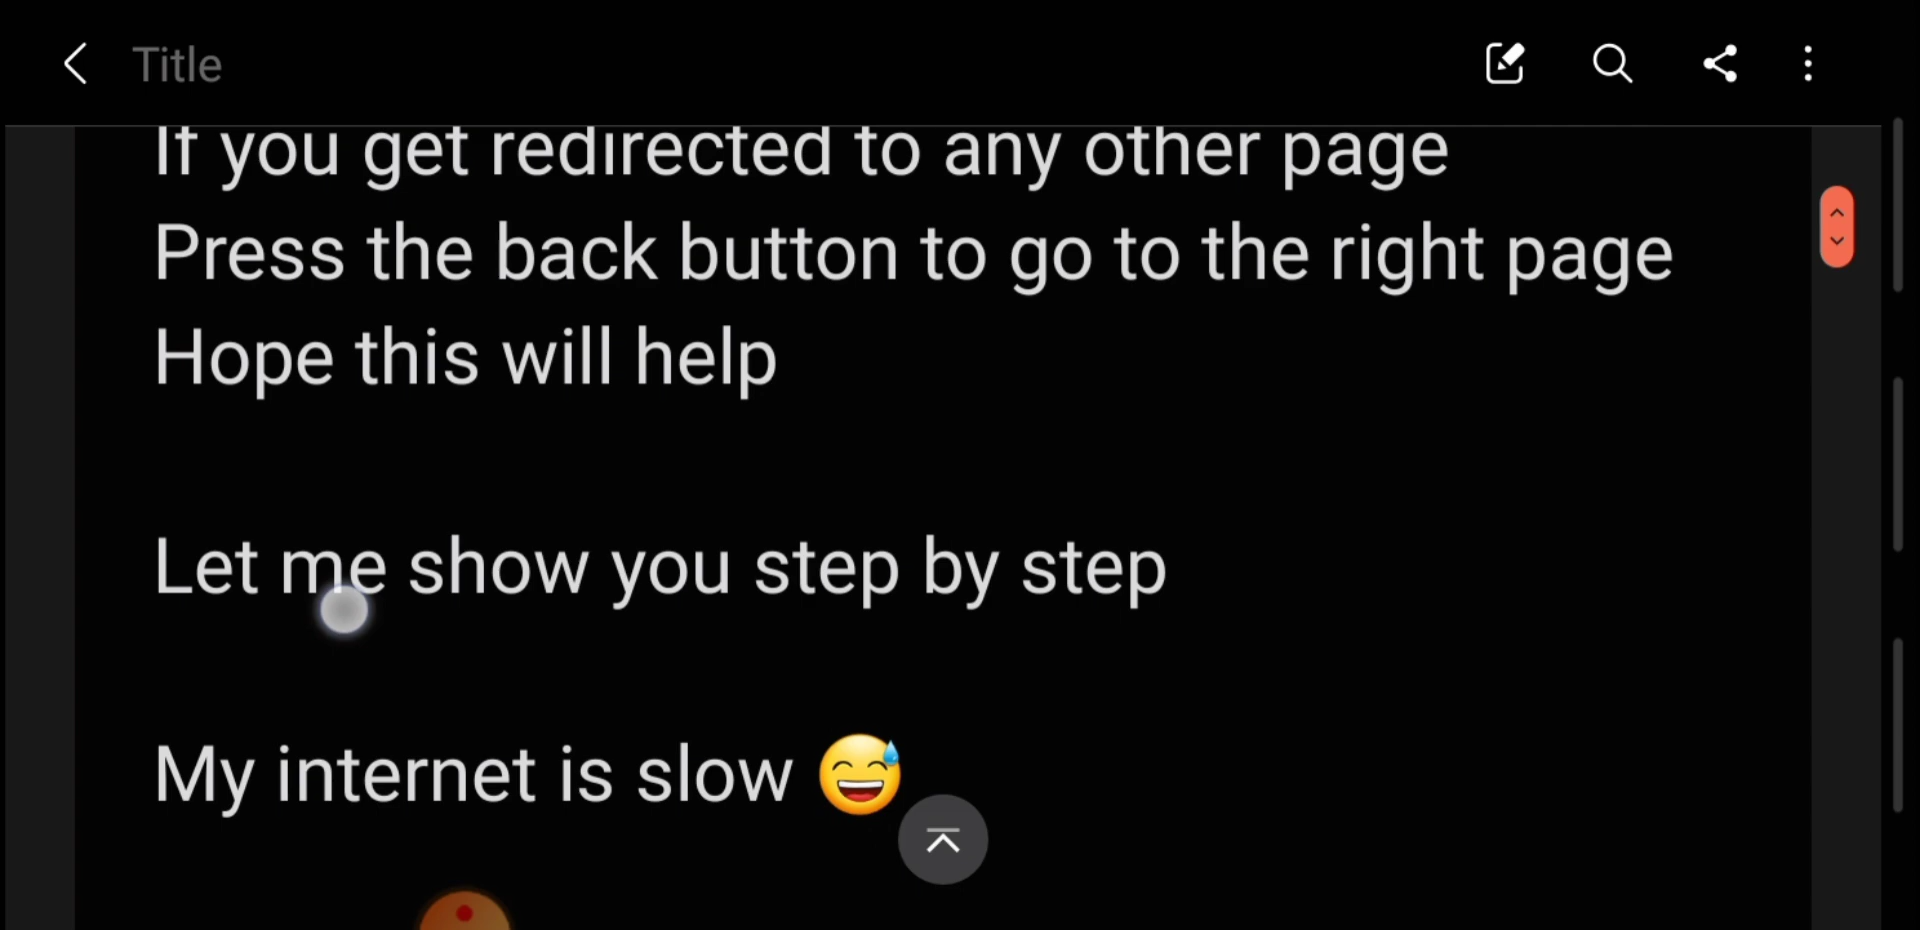 Title
If you get redirected to any other page
Press the back button to go to the right page
Hope this will help
Let me show you step by step
My internet is slow 😅